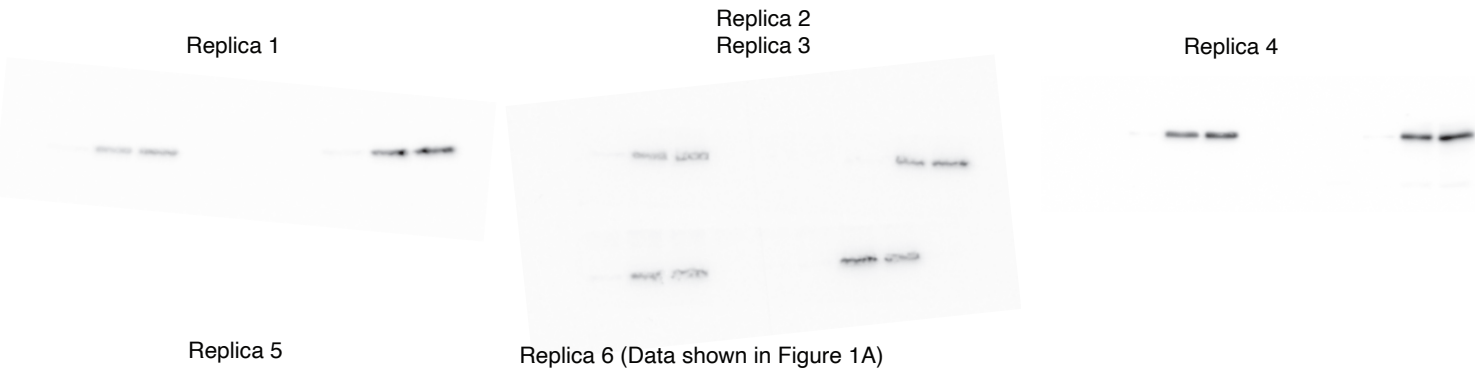 Replica 1
Replica 2
Replica 3
Replica 4
Replica 5
Replica 6 (Data shown in Figure 1A)